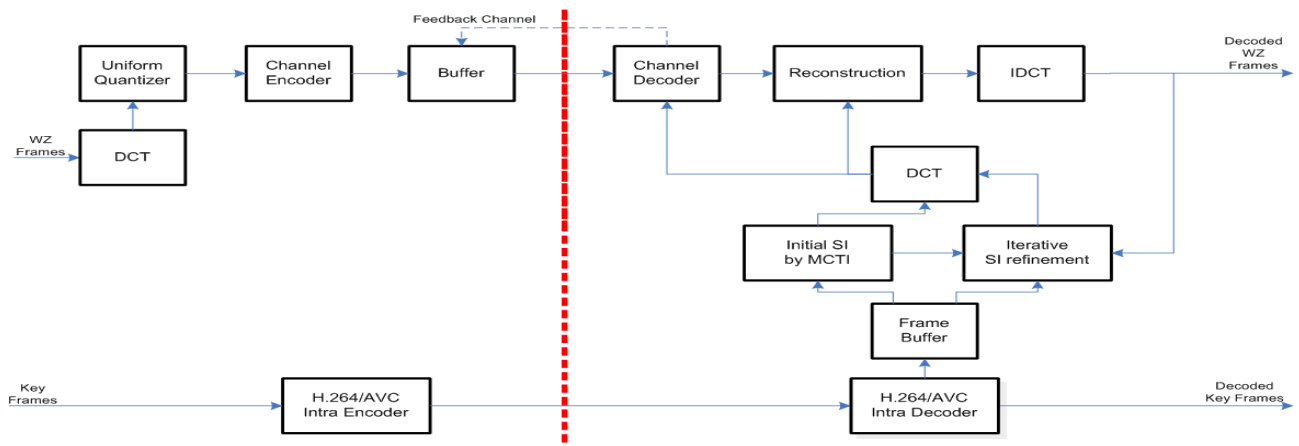 Feedback Channel
Uniform
Quantizer
Channel
Encoder
Buffer
Channel
Decoder
Reconstruction
IDCT
Decoded
WZ
Frames
WZ
Frames
DCT
DCT
Initial SI
by MCTI
Iterative
SI refinement
Frame
Buffer
Key
Frames
H.264/AVC
Intra Encoder
H.264/AVC
Intra Decoder
Decoded
Key Frames